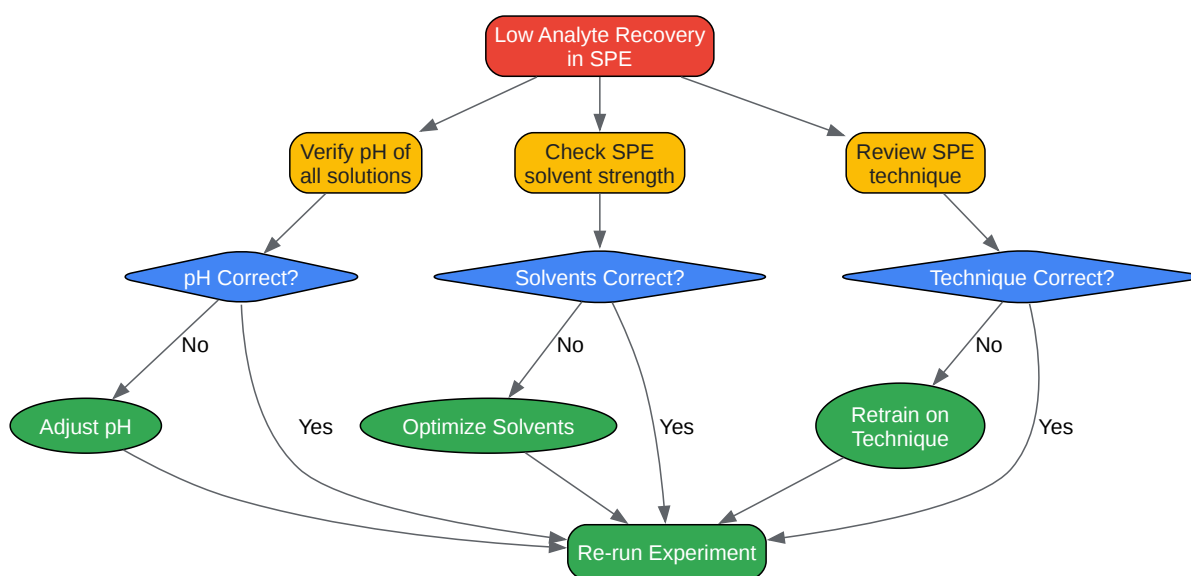 Low Analyte Recovery
in SPE
Verify pH of
all solutions
Check SPE
solvent strength
Review SPE
technique
pH Correct?
Solvents Correct?
Technique Correct?
No
No
No
Adjust pH
Yes
Optimize Solvents
Yes
Retrain on
Technique
Yes
Re-run Experiment